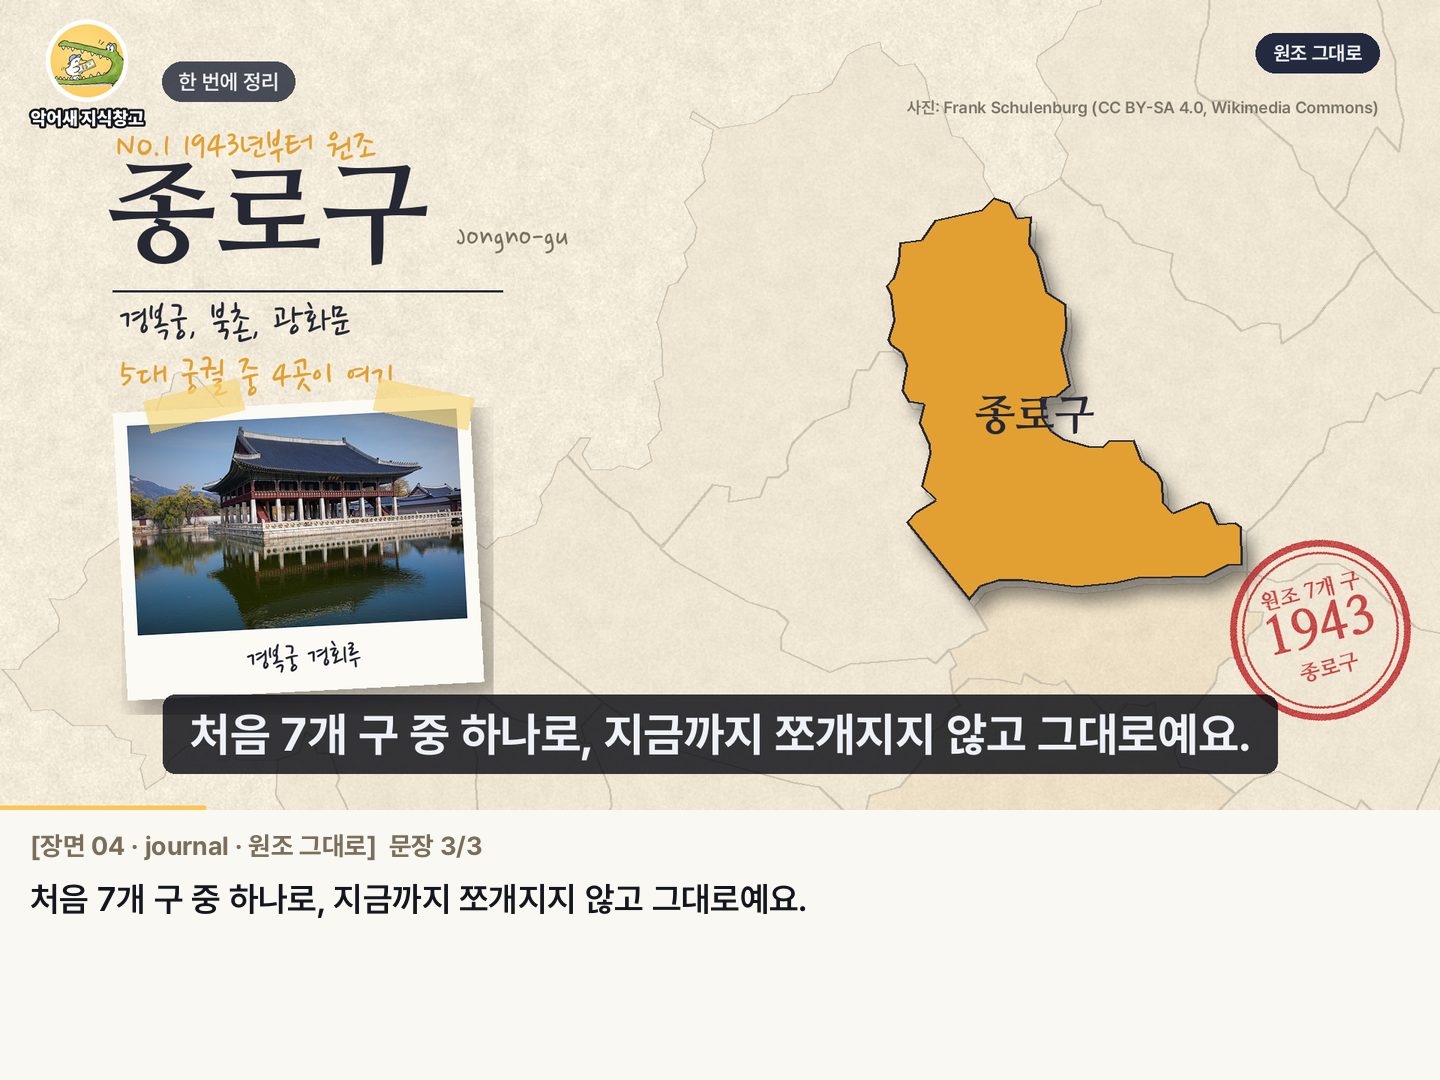 악어새 지식창고
한 번에 정리
원조 그대로
사진: Frank Schulenburg (CC BY-SA 4.0, Wikimedia Commons)
NO.1 1943년부터 원조
종로구
Jongno-gu
경복궁, 북촌, 광화문
5대 궁궐 중 4곳이 여기
종로구
경복궁 경회루
원조 7개 구
1943
종로구
처음 7개 구 중 하나로, 지금까지 쪼개지지 않고 그대로예요.
[장면 04 · journal · 원조 그대로] 문장 3/3
처음 7개 구 중 하나로, 지금까지 쪼개지지 않고 그대로예요.